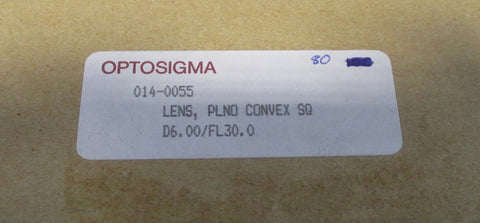 OPTOSIGMA 80
014-0055
LENS, PLNO CONVEX SQ
D6.00/FL30.0